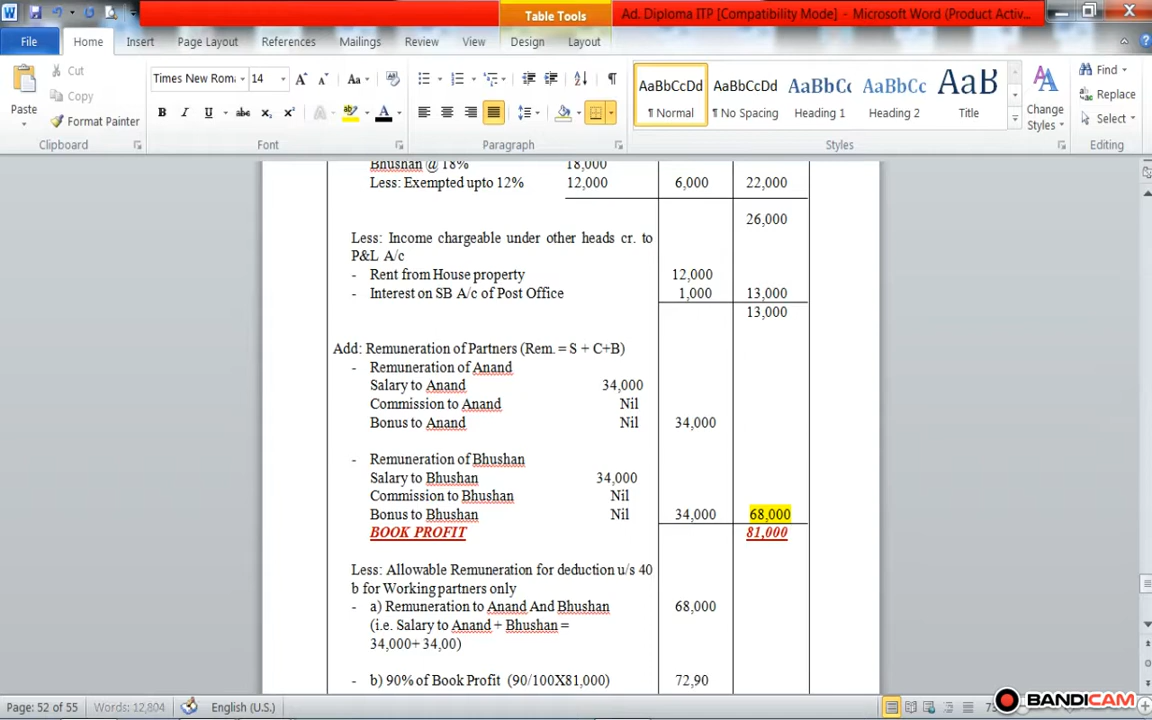 Table Tools
Ad. Diploma ITP [Compatibility Mode] - Microsoft Word (Product Activ...
File Home Insert Page Layout References Mailings Review View Design Layout
Paste
Cut
Copy
Format Painter
Clipboard
Times New Rom 14
Font
Paragraph
AaBbCcDd AaBbCcDd AaBbCc AaBbCc AaB
¶ Normal ¶ No Spacing Heading 1 Heading 2 Title
Change Styles
Styles
Find
Replace
Select
Editing
Bhushan @ 18% 18,000
Less: Exempted upto 12% 12,000 6,000 22,000
26,000
Less: Income chargeable under other heads cr. to
P&L A/c
- Rent from House property 12,000
- Interest on SB A/c of Post Office 1,000 13,000
13,000
Add: Remuneration of Partners (Rem. = S + C+B)
- Remuneration of Anand
Salary to Anand 34,000
Commission to Anand Nil
Bonus to Anand Nil 34,000
- Remuneration of Bhushan
Salary to Bhushan 34,000
Commission to Bhushan Nil
Bonus to Bhushan Nil 34,000 68,000
BOOK PROFIT 81,000
Less: Allowable Remuneration for deduction u/s 40
b for Working partners only
- a) Remuneration to Anand And Bhushan 68,000
(i.e. Salary to Anand + Bhushan =
34,000+ 34,00)
- b) 90% of Book Profit (90/100X81,000) 72,90
Page: 52 of 55 Words: 12,804 English (U.S.)
BANDICAM